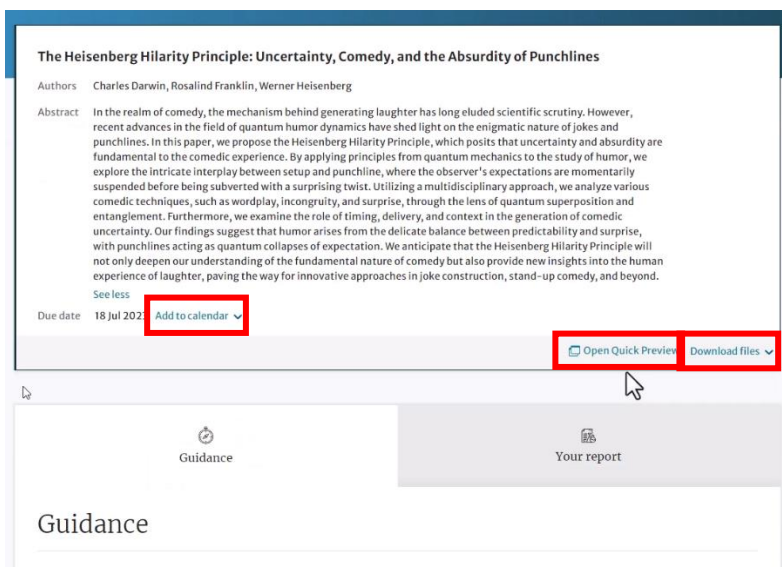 The Heisenberg Hilarity Principle: Uncertainty, Comedy, and the Absurdity of Punchlines
Authors Charles Darwin, Rosalind Franklin, Werner Heisenberg
Abstract In the realm of comedy, the mechanism behind generating laughter has long eluded scientific scrutiny. However,
recent advances in the field of quantum humor dynamics have shed light on the enigmatic nature of jokes and
punchlines. In this paper, we propose the Heisenberg Hilarity Principle, which posits that uncertainty and absurdity are
fundamental to the comedic experience. By applying principles from quantum mechanics to the study of humor, we
explore the intricate interplay between setup and punchline, where the observer's expectations are momentarily
suspended before being subverted with a surprising twist. Utilizing a multidisciplinary approach, we analyze various
comedic techniques, such as wordplay, incongruity, and surprise, through the lens of quantum superposition and
entanglement. Furthermore, we examine the role of timing, delivery, and context in the generation of comedic
uncertainty. Our findings suggest that humor arises from the delicate balance between predictability and surprise,
with punchlines acting as quantum collapses of expectation. We anticipate that the Heisenberg Hilarity Principle will
not only deepen our understanding of the fundamental nature of comedy but also provide new insights into the human
experience of laughter, paving the way for innovative approaches in joke construction, stand-up comedy, and beyond.
See less
Due date 18 Jul 2023 Add to calendar
Open Quick Preview Download files
Guidance Your report
Guidance